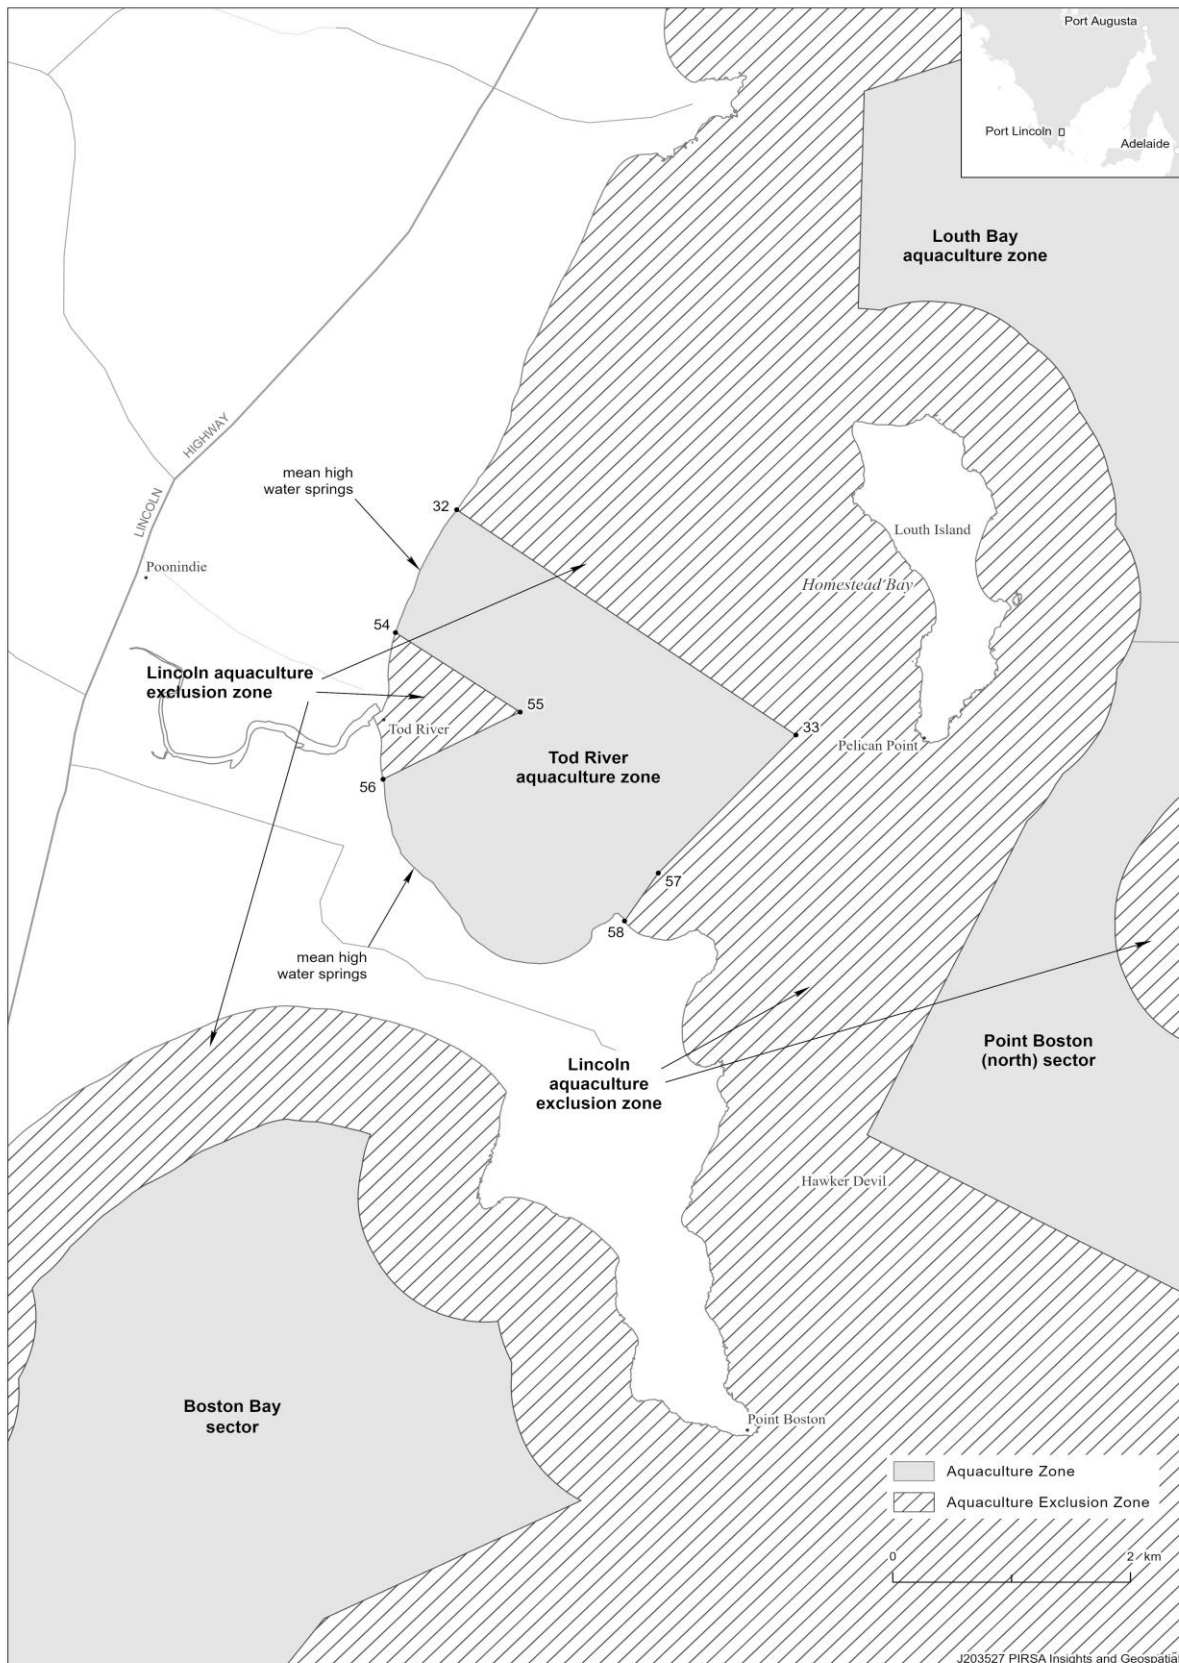 Port Augusta
Port Lincoln
Adelaide
Louth Bay
aquaculture zone
HIGHWAY
LINCOLN
mean high
water springs
32
Louth Island
Poonindie
Homestead Bay
54
Lincoln aquaculture
exclusion zone
55
Tod River
33
Pelican Point
Tod River
aquaculture zone
56
57
58
mean high
water springs
Point Boston
(north) sector
Lincoln
aquaculture
exclusion zone
Hawker Devil
Boston Bay
sector
Point Boston
Aquaculture Zone
Aquaculture Exclusion Zone
0
2 km
J203527 PIRSA Insights and Geospatial